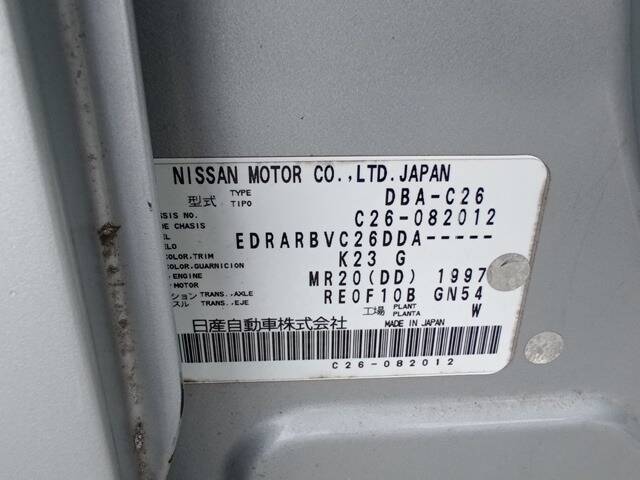 NISSAN MOTOR CO.,LTD.JAPAN
型式 TYPE TIPO DBA-C26
SSIS NO.
DE CHASIS C26-082012
ELO EDRARBVC26DDA-----
COLOR,TRIM
COLOR,GUARNICION K23 G
ENGINE
MOTOR MR20(DD) 1997
ション TRANS.,AXLE
スル TRANS.,EJE RE0F10B GN54
工場 PLANT PLANTA W
日産自動車株式会社 MADE IN JAPAN
C26-082012